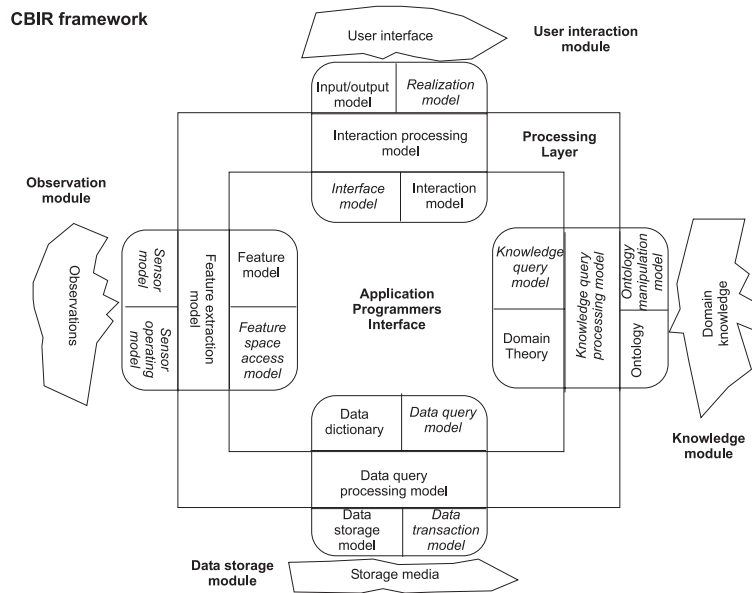 CBIR framework
User interface
User interaction
module
Input/output
model
Realization
model
Interaction processing
model
Processing
Layer
Interface
model
Interaction
model
Observation
module
Observations
Sensor
model
Sensor
operating
model
Feature extraction
model
Feature
model
Feature
space
access
model
Application
Programmers
Interface
Knowledge
query
model
Domain
Theory
Knowledge query
processing model
Ontology
manipulation
model
Ontology
Domain
knowledge
Knowledge
module
Data
dictionary
Data query
model
Data query
processing model
Data
storage
model
Data
transaction
model
Data storage
module
Storage media